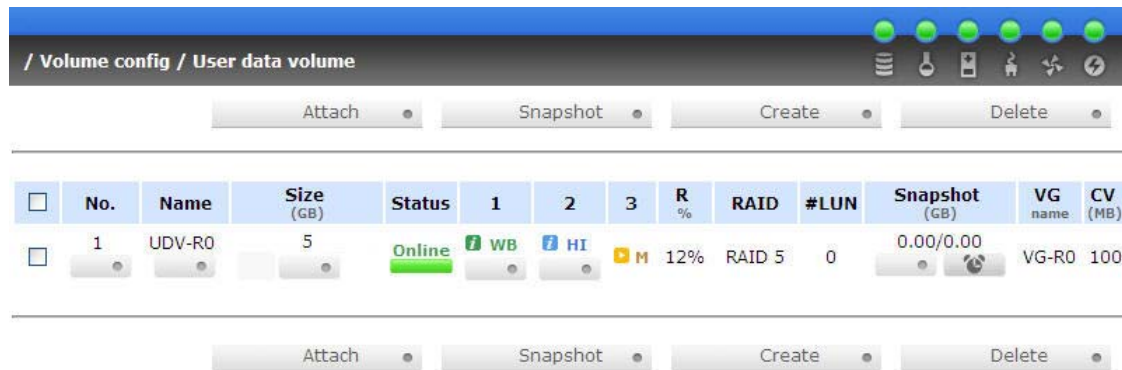 / Volume config / User data volume
Attach Snapshot Create Delete
No. Name Size (GB) Status 1 2 3 R % RAID #LUN Snapshot (GB) VG name CV (MB)
1 UDV-R0 5 Online WB HI M 12% RAID 5 0 0.00/0.00 VG-R0 100
Attach Snapshot Create Delete